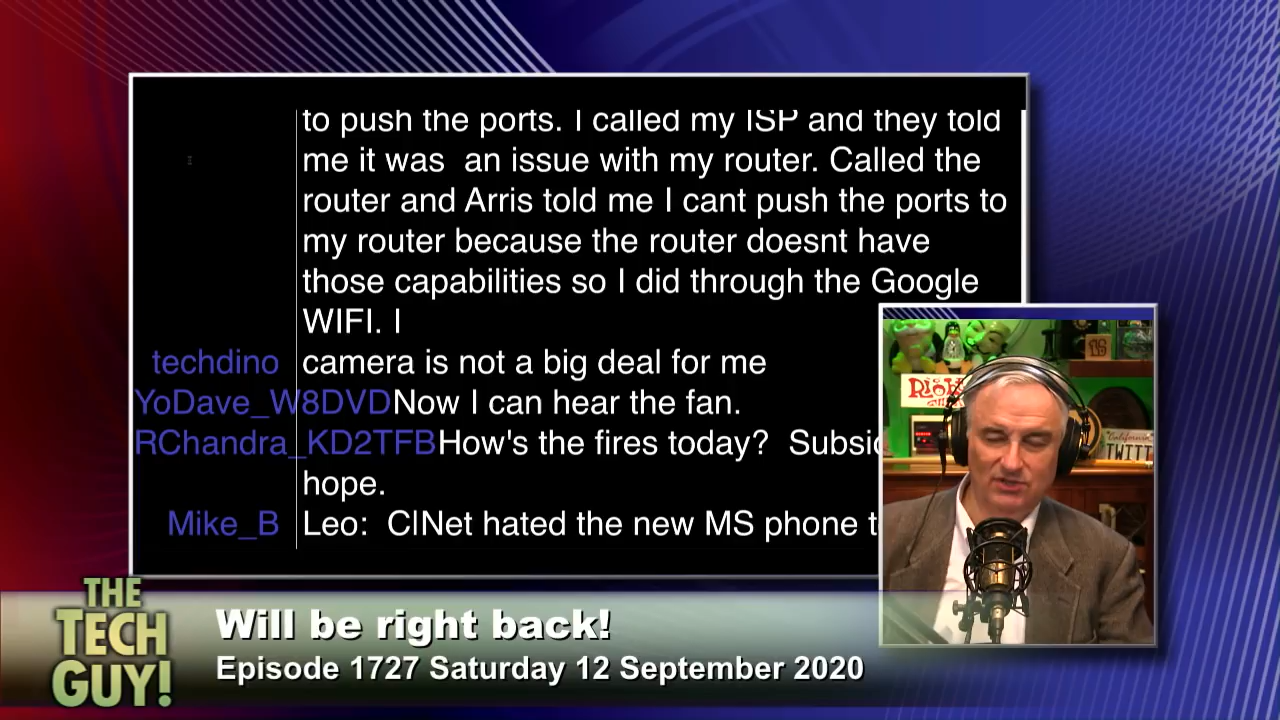 to push the ports. I called my ISP and they told
me it was  an issue with my router. Called the
router and Arris told me I cant push the ports to
my router because the router doesnt have
those capabilities so I did through the Google
WIFI. I
techdino camera is not a big deal for me
YoDave_W8DVD Now I can hear the fan.
RChandra_KD2TFB How's the fires today?  Subsi
hope.
Mike_B Leo:  C|Net hated the new MS phone t
California
TWiTT
THE
TECH
GUY!
Will be right back!
Episode 1727 Saturday 12 September 2020